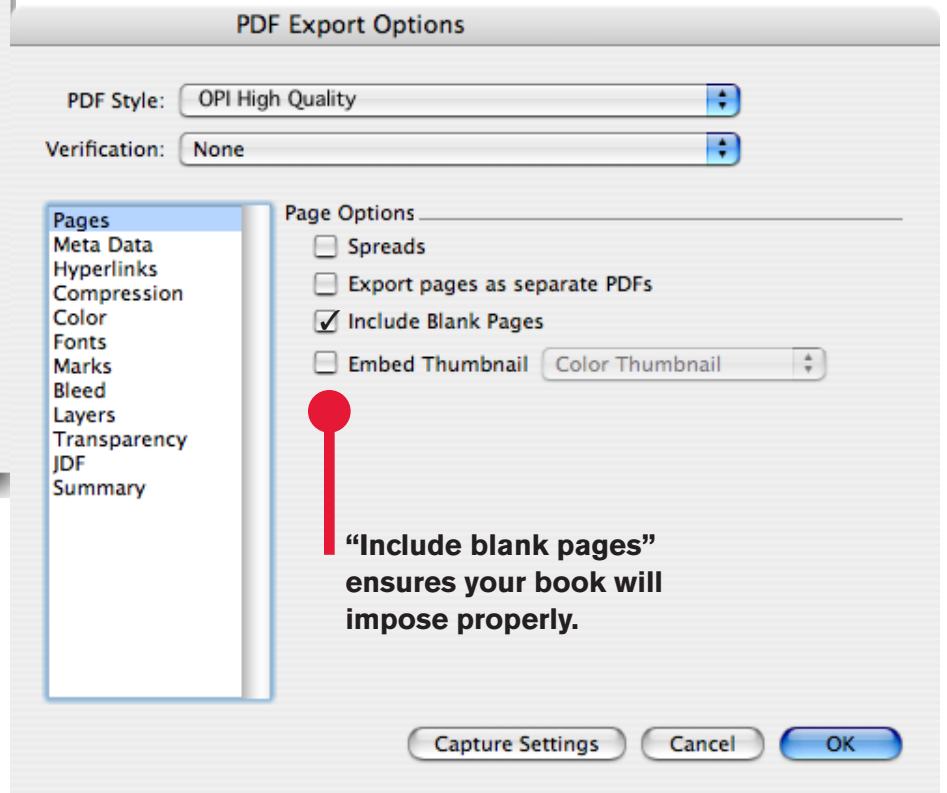 PDF Export Options
PDF Style: OPI High Quality
Verification: None
Pages
Meta Data
Hyperlinks
Compression
Color
Fonts
Marks
Bleed
Layers
Transparency
JDF
Summary
Page Options
Spreads
Export pages as separate PDFs
Include Blank Pages
Embed Thumbnail Color Thumbnail
“Include blank pages”
ensures your book will
impose properly.
Capture Settings Cancel OK